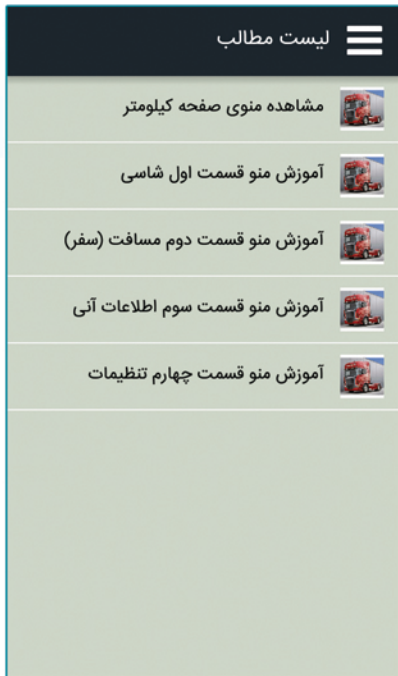 لیست مطالب
مشاهده منوی صفحه کیلومتر
آموزش منو قسمت اول شاسی
آموزش منو قسمت دوم مسافت (سفر)
آموزش منو قسمت سوم اطلاعات آنی
آموزش منو قسمت چهارم تنظیمات